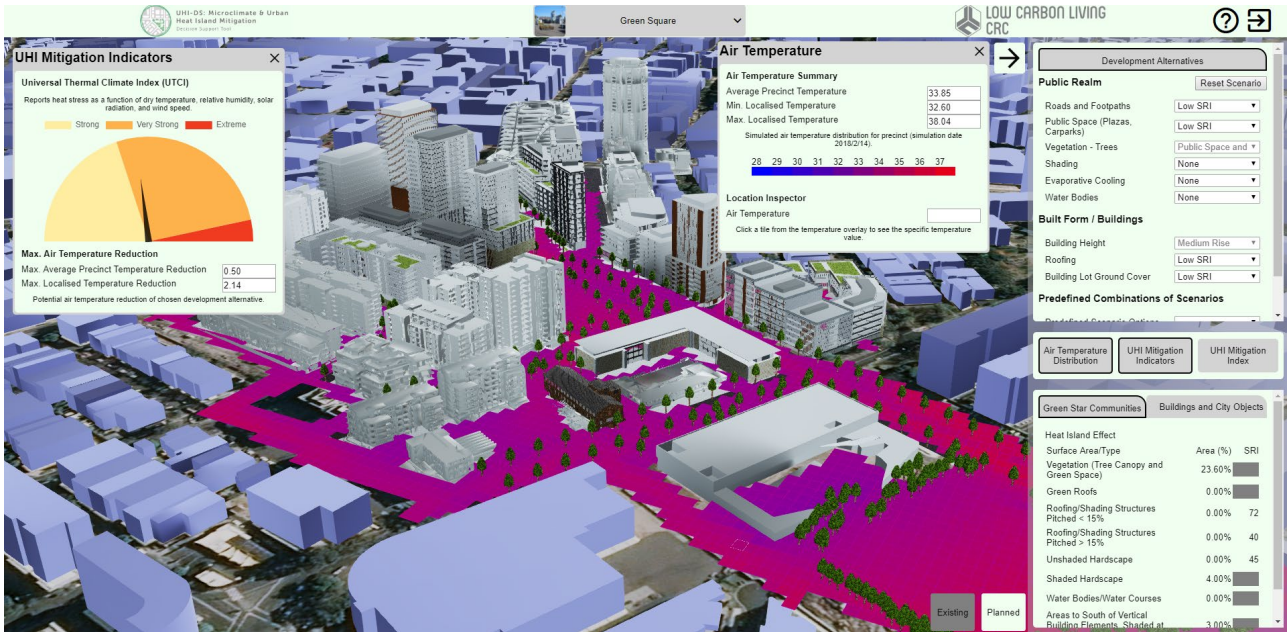 UHI-DS: Microclimate & Urban
Heat Island Mitigation
Decision Support Tool
Green Square
LOW CARBON LIVING
CRC
UHI Mitigation Indicators
Universal Thermal Climate Index (UTCI)
Reports heat stress as a function of dry temperature, relative humidity, solar
radiation, and wind speed.
Strong Very Strong Extreme
Max. Air Temperature Reduction
Max. Average Precinct Temperature Reduction 0.50
Max. Localised Temperature Reduction 2.14
Potential air temperature reduction of chosen development alternative.
Air Temperature
Air Temperature Summary
Average Precinct Temperature 33.85
Min. Localised Temperature 32.60
Max. Localised Temperature 38.04
Simulated air temperature distribution for precinct (simulation date
2018/2/14).
28 29 30 31 32 33 34 35 36 37
Location Inspector
Air Temperature
Click a tile from the temperature overlay to see the specific temperature
value.
Development Alternatives
Public Realm Reset Scenario
Roads and Footpaths Low SRI
Public Space (Plazas,
Carparks) Low SRI
Vegetation - Trees Public Space and
Shading None
Evaporative Cooling None
Water Bodies None
Built Form / Buildings
Building Height Medium Rise
Roofing Low SRI
Building Lot Ground Cover Low SRI
Predefined Combinations of Scenarios
Predefined Scenario Options
Air Temperature
Distribution
UHI Mitigation
Indicators
UHI Mitigation
Index
Green Star Communities Buildings and City Objects
Heat Island Effect
Surface Area/Type Area (%) SRI
Vegetation (Tree Canopy and
Green Space) 23.60%
Green Roofs 0.00%
Roofing/Shading Structures
Pitched < 15% 0.00% 72
Roofing/Shading Structures
Pitched > 15% 0.00% 40
Unshaded Hardscape 0.00% 45
Shaded Hardscape 4.00%
Water Bodies/Water Courses 0.00%
Areas to South of Vertical
Building Elements, Shaded at 3.00%
Existing Planned